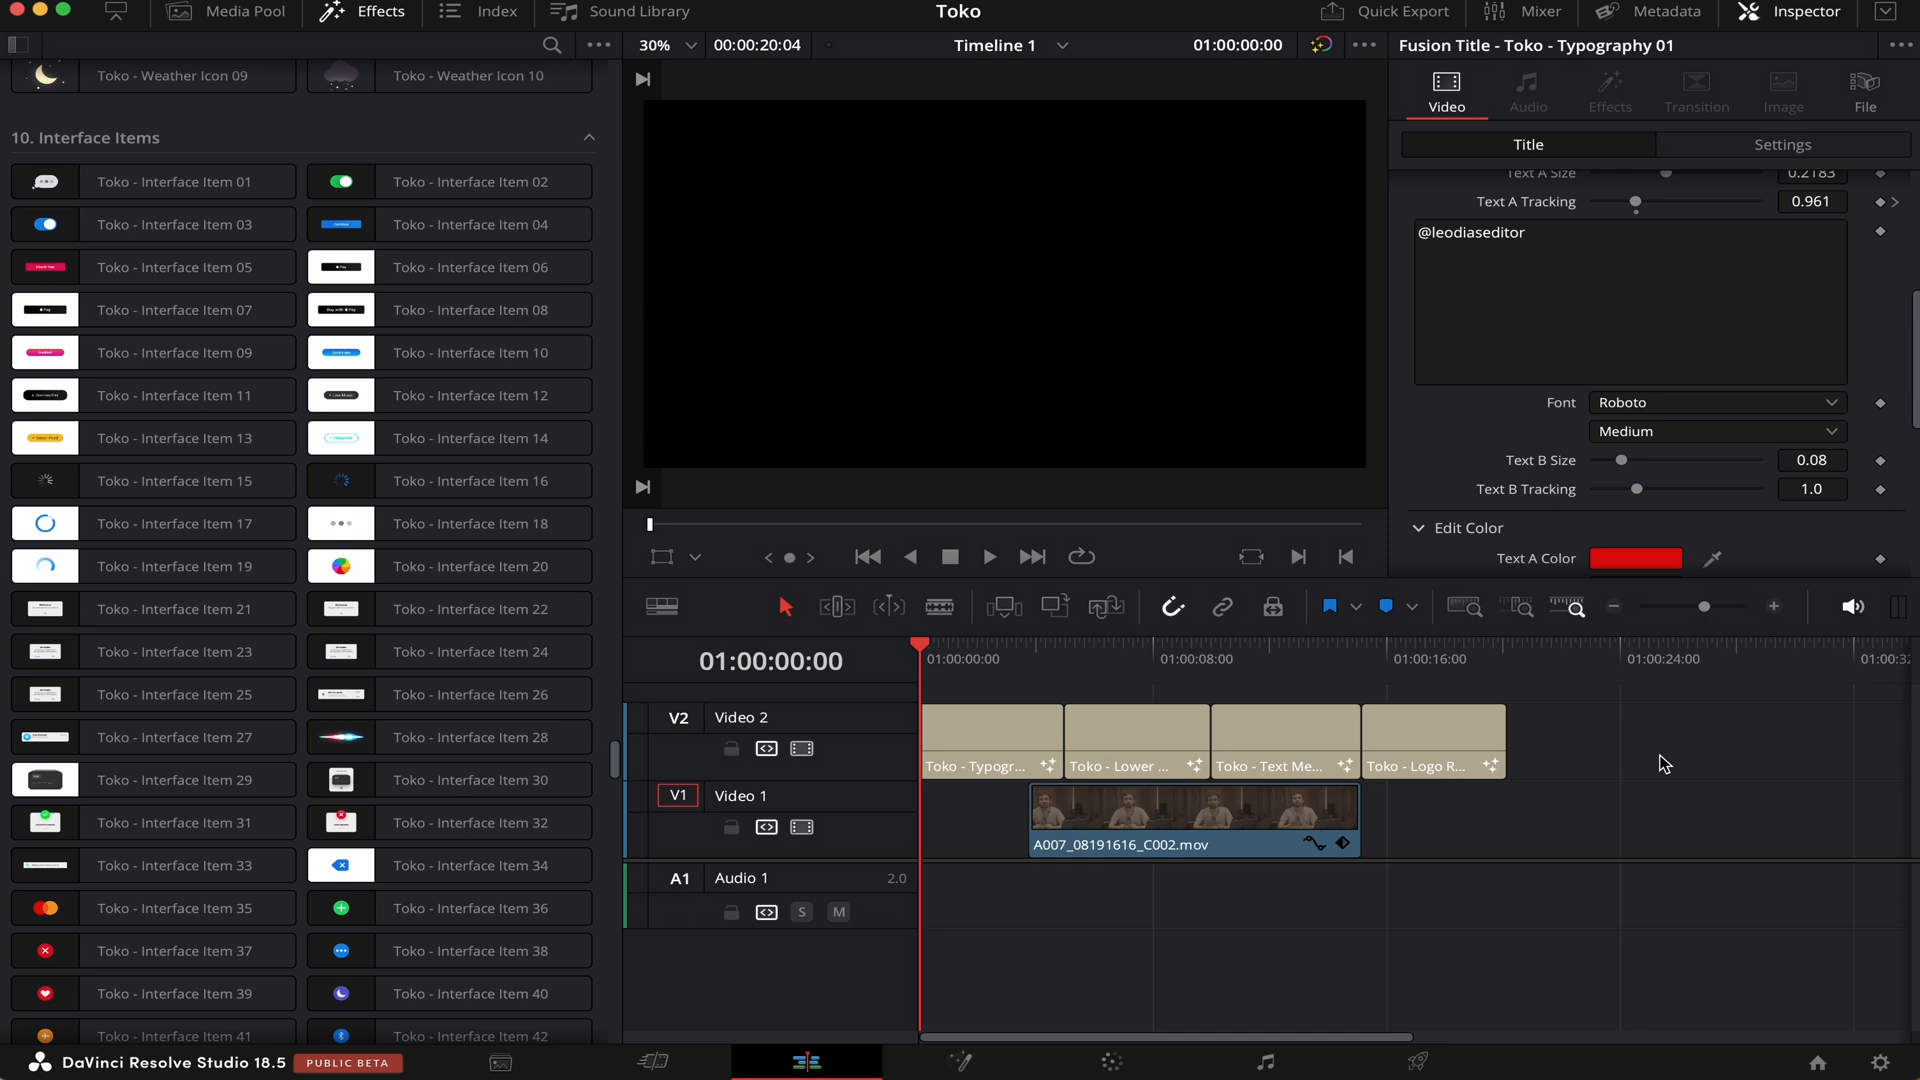 Media Pool
Effects
Index
Sound Library
Toko
Quick Export
Mixer
Metadata
Inspector
30%
00:00:20:04
Timeline 1
01:00:00:00
Fusion Title - Toko - Typography 01
Toko - Weather Icon 09
Toko - Weather Icon 10
10. Interface Items
Toko - Interface Item 01
Toko - Interface Item 02
Toko - Interface Item 03
Toko - Interface Item 04
Toko - Interface Item 05
Toko - Interface Item 06
Toko - Interface Item 07
Toko - Interface Item 08
Toko - Interface Item 09
Toko - Interface Item 10
Toko - Interface Item 11
Toko - Interface Item 12
Toko - Interface Item 13
Toko - Interface Item 14
Toko - Interface Item 15
Toko - Interface Item 16
Toko - Interface Item 17
Toko - Interface Item 18
Toko - Interface Item 19
Toko - Interface Item 20
Toko - Interface Item 21
Toko - Interface Item 22
Toko - Interface Item 23
Toko - Interface Item 24
Toko - Interface Item 25
Toko - Interface Item 26
Toko - Interface Item 27
Toko - Interface Item 28
Toko - Interface Item 29
Toko - Interface Item 30
Toko - Interface Item 31
Toko - Interface Item 32
Toko - Interface Item 33
Toko - Interface Item 34
Toko - Interface Item 35
Toko - Interface Item 36
Toko - Interface Item 37
Toko - Interface Item 38
Toko - Interface Item 39
Toko - Interface Item 40
Toko - Interface Item 41
Toko - Interface Item 42
Video
Audio
Effects
Transition
Image
File
Title
Settings
Text A Size
0.2183
Text A Tracking
0.961
@leodiaseditor
Font
Roboto
Medium
Text B Size
0.08
Text B Tracking
1.0
Edit Color
Text A Color
01:00:00:00
01:00:00:00
01:00:08:00
01:00:16:00
01:00:24:00
01:00:32
V2
Video 2
Toko - Typogr...
Toko - Lower ...
Toko - Text Me...
Toko - Logo R...
V1
Video 1
A007_08191616_C002.mov
A1
Audio 1
2.0
S
M
DaVinci Resolve Studio 18.5
PUBLIC BETA